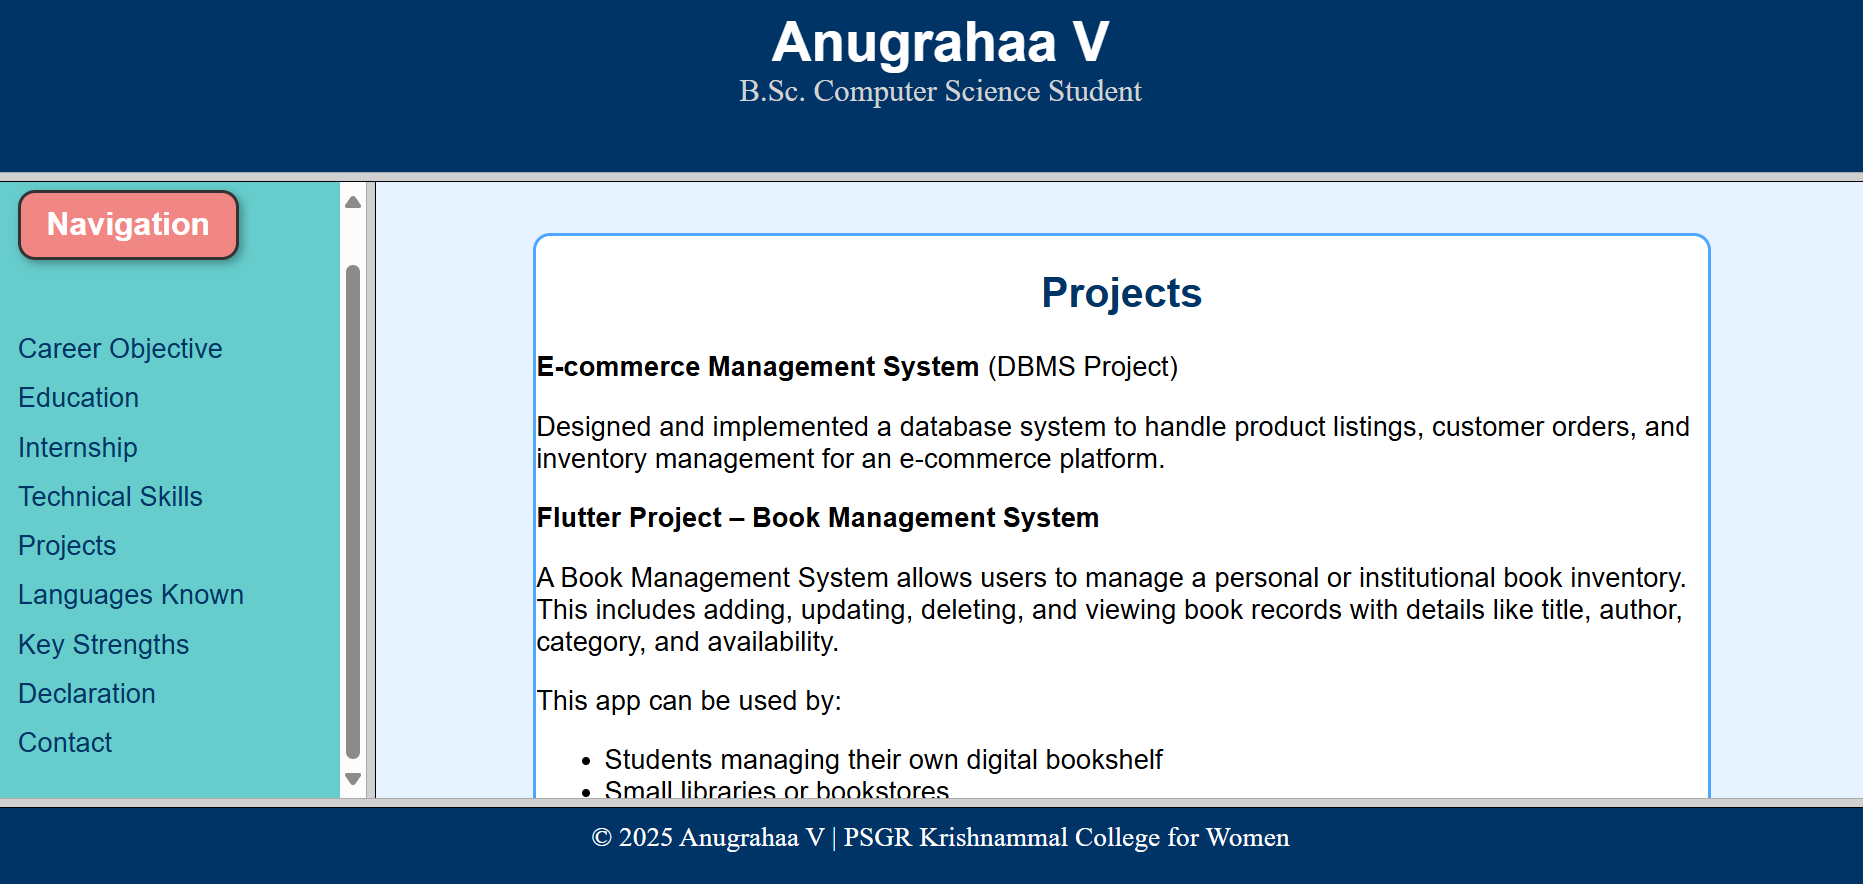 Anugrahaa V
B.Sc. Computer Science Student
Navigation
Career Objective
Education
Internship
Technical Skills
Projects
Languages Known
Key Strengths
Declaration
Contact
Projects
E-commerce Management System (DBMS Project)
Designed and implemented a database system to handle product listings, customer orders, and
inventory management for an e-commerce platform.
Flutter Project – Book Management System
A Book Management System allows users to manage a personal or institutional book inventory.
This includes adding, updating, deleting, and viewing book records with details like title, author,
category, and availability.
This app can be used by:
• Students managing their own digital bookshelf
• Small libraries or bookstores
© 2025 Anugrahaa V | PSGR Krishnammal College for Women